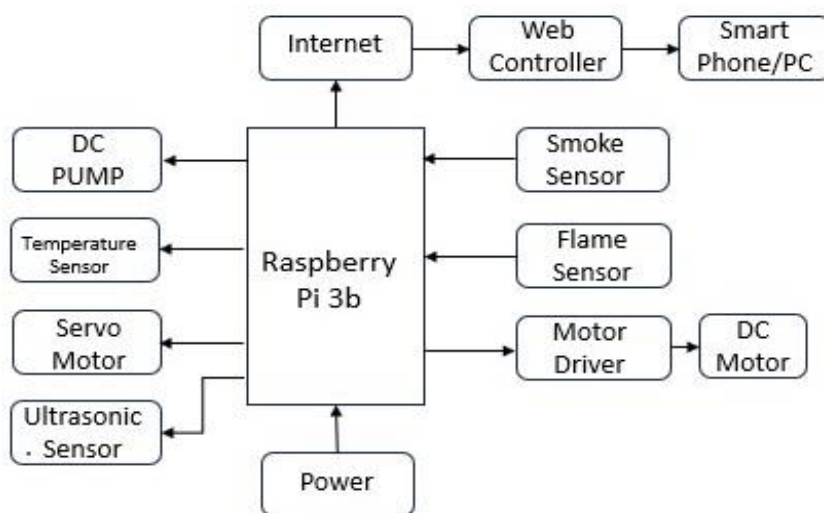 Internet
Web
Controller
Smart
Phone/PC
DC
PUMP
Smoke
Sensor
Temperature
Sensor
Raspberry
Pi 3b
Flame
Sensor
Servo
Motor
Motor
Driver
DC
Motor
Ultrasonic
. Sensor
Power